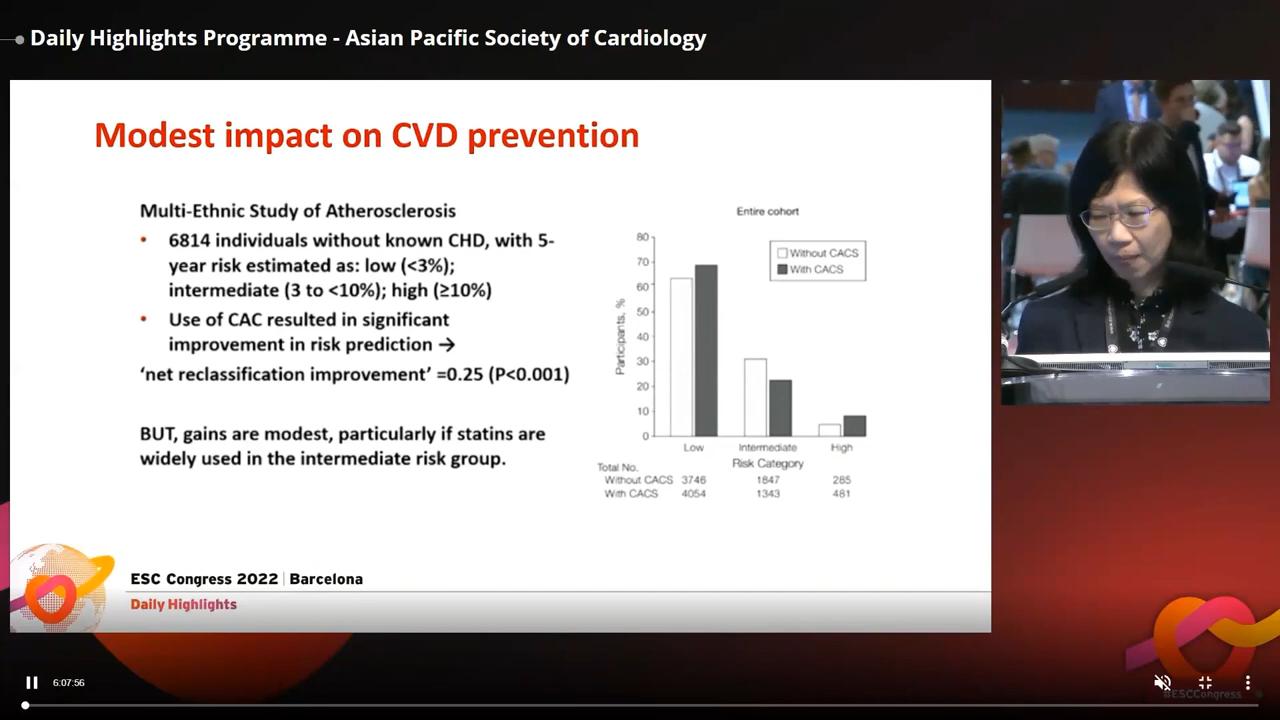 Daily Highlights Programme - Asian Pacific Society of Cardiology
Modest impact on CVD prevention
Multi-Ethnic Study of Atherosclerosis
• 6814 individuals without known CHD, with 5-
year risk estimated as: low (<3%);
intermediate (3 to <10%); high (≥10%)
• Use of CAC resulted in significant
improvement in risk prediction →
‘net reclassification improvement’ =0.25 (P<0.001)
BUT, gains are modest, particularly if statins are
widely used in the intermediate risk group.
Entire cohort
Without CACS
With CACS
Participants, %
80
70
60
50
40
30
20
10
0
Low Intermediate High
Risk Category
Total No.
Without CACS 3746 1847 285
With CACS 4054 1343 481
ESC Congress 2022 | Barcelona
Daily Highlights
6:07:56
#ESCCongress